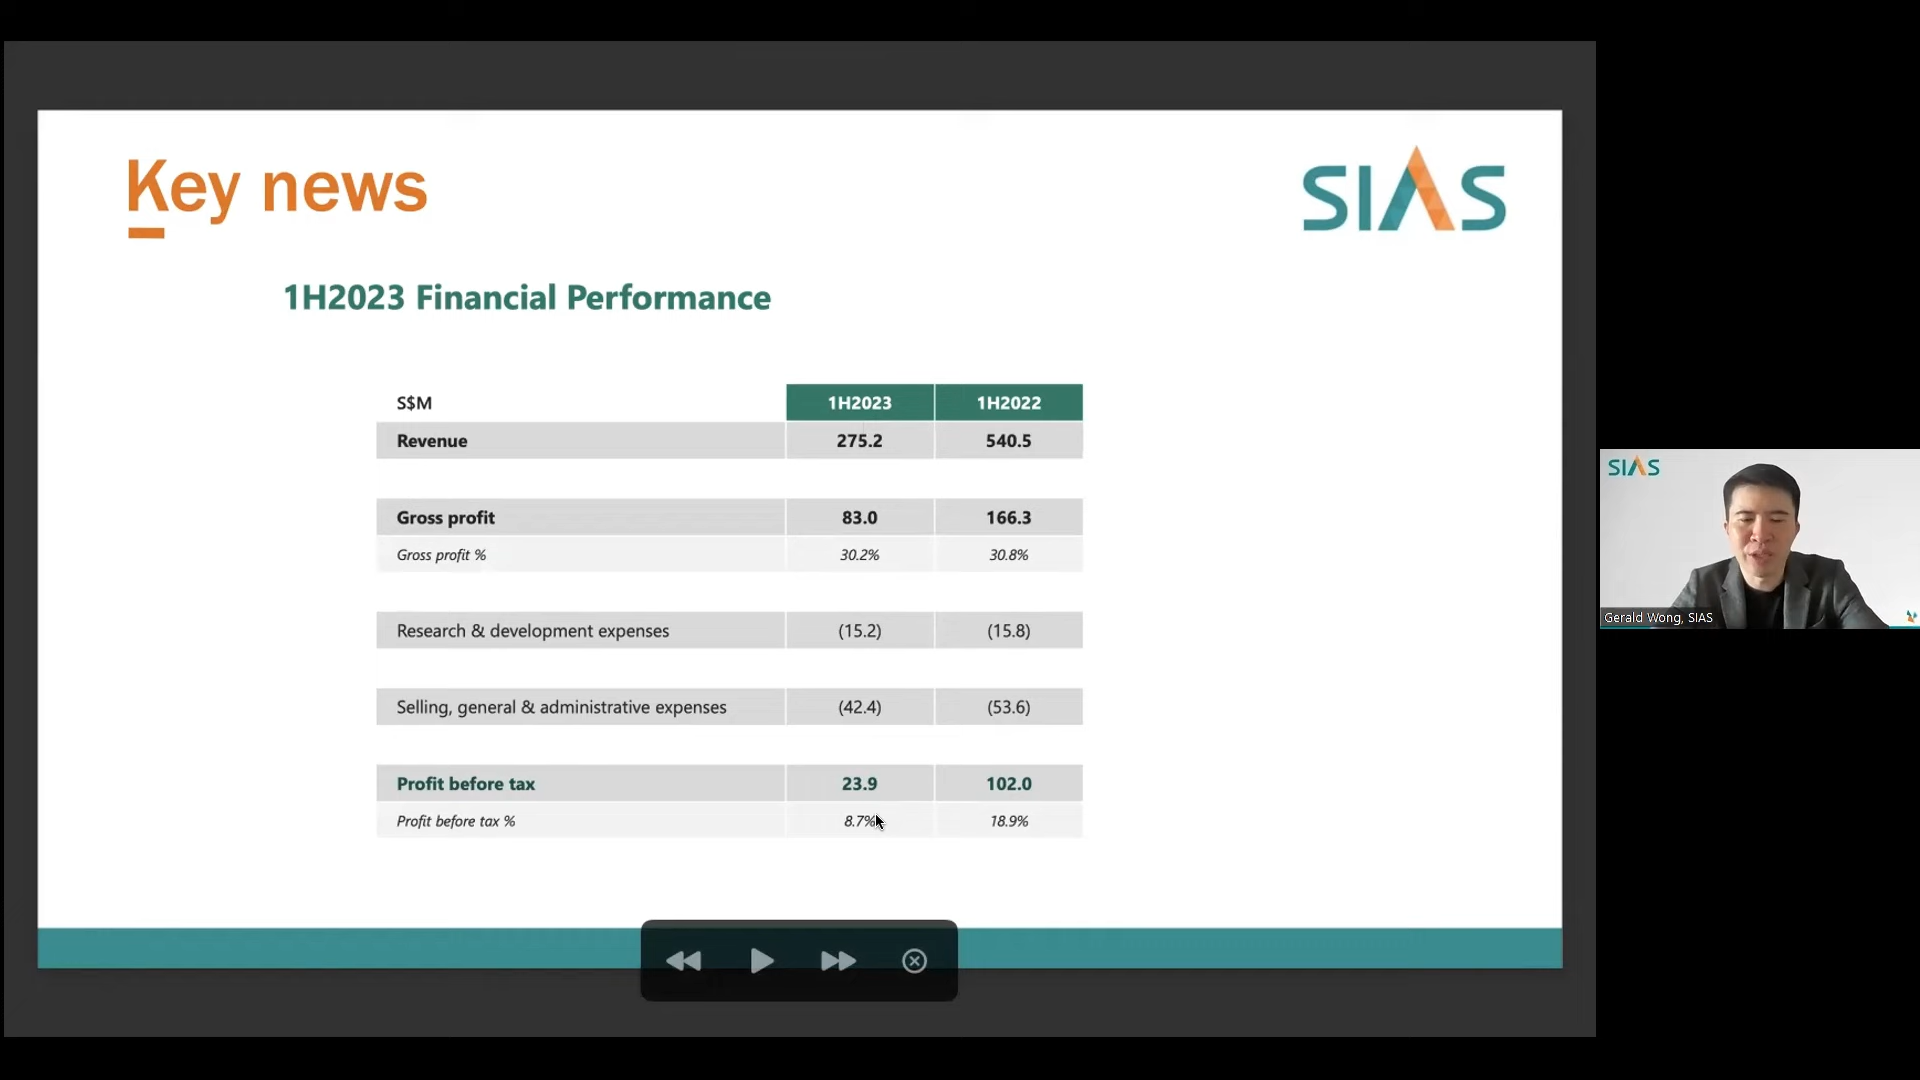 Key news
SIAS
1H2023 Financial Performance
S$M 1H2023 1H2022
Revenue 275.2 540.5
Gross profit 83.0 166.3
Gross profit % 30.2% 30.8%
Research & development expenses (15.2) (15.8)
Selling, general & administrative expenses (42.4) (53.6)
Profit before tax 23.9 102.0
Profit before tax % 8.7% 18.9%
SIAS
Gerald Wong, SIAS